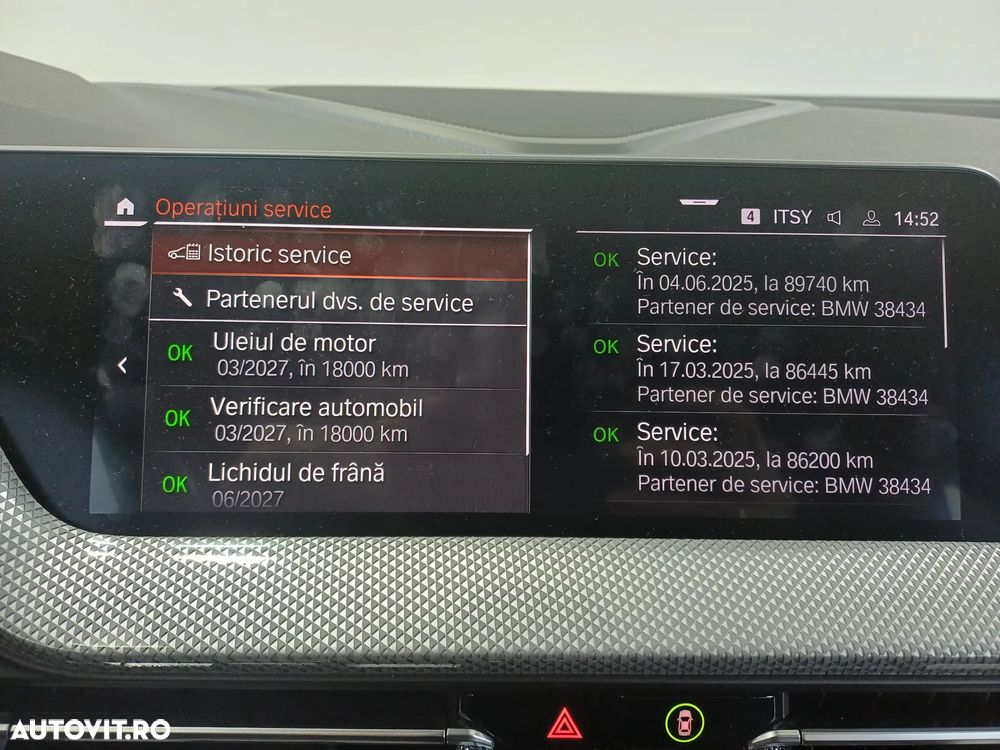 Operațiuni service
4 ITSY 14:52
Istoric service
Partenerul dvs. de service
OK Uleiul de motor
03/2027, în 18000 km
OK Verificare automobil
03/2027, în 18000 km
OK Lichidul de frână
06/2027
OK Service:
În 04.06.2025, la 89740 km
Partener de service: BMW 38434
OK Service:
În 17.03.2025, la 86445 km
Partener de service: BMW 38434
OK Service:
În 10.03.2025, la 86200 km
Partener de service: BMW 38434
AUTOVIT.RO